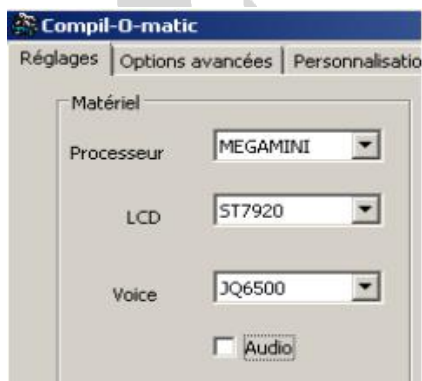 Compil-O-matic
Réglages Options avancées Personnalisatio
Matériel
Processeur MEGAMINI
LCD ST7920
Voice JQ6500
Audio